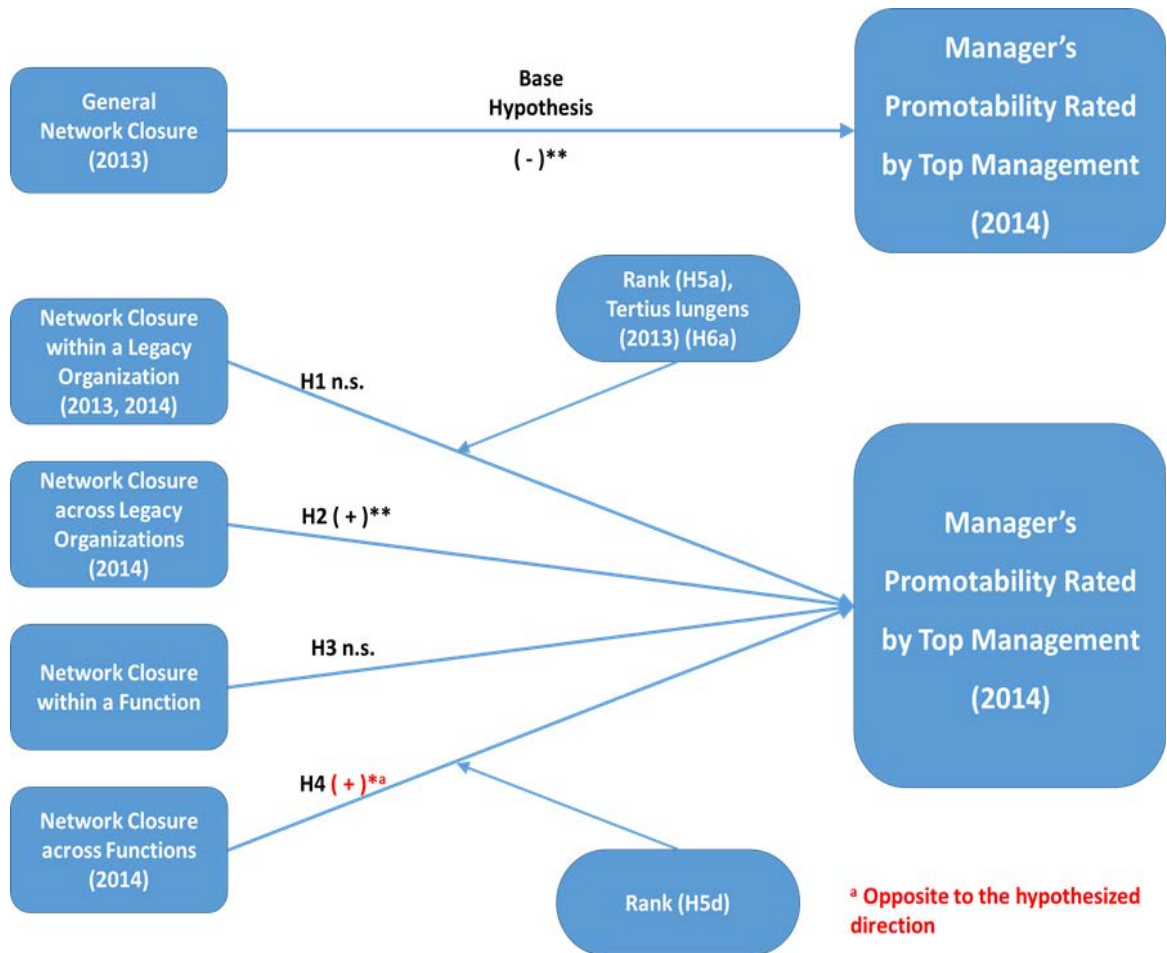 General
Network Closure
(2013)
Base
Hypothesis
( - )**
Manager's
Promotability Rated
by Top Management
(2014)
Rank (H5a),
Tertius Iungens
(2013) (H6a)
Network Closure
within a Legacy
Organization
(2013, 2014)
H1 n.s.
Network Closure
across Legacy
Organizations
(2014)
H2 ( + )**
Manager's
Promotability Rated
by Top Management
(2014)
Network Closure
within a Function
H3 n.s.
Network Closure
across Functions
(2014)
H4 ( + )*ᵃ
Rank (H5d)
ᵃ Opposite to the hypothesized
direction